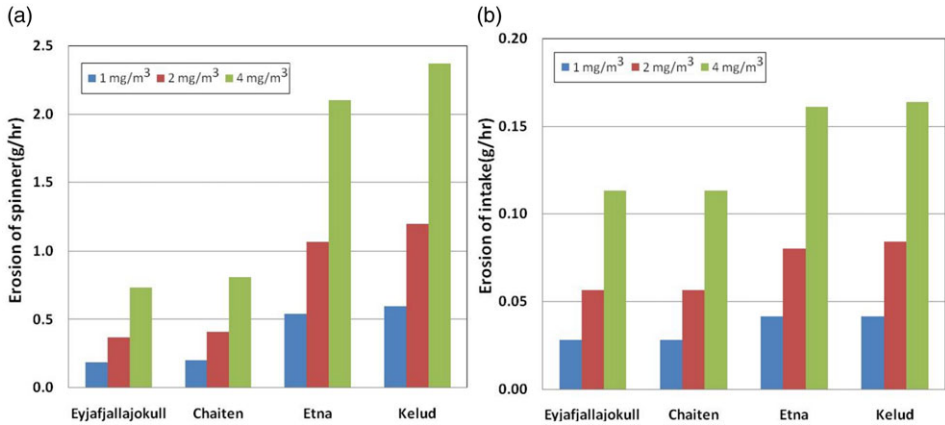 (a)
Erosion of spinner(g/hr)
2.5
2.0
1.5
1.0
0.5
0.0
1 mg/m³ 2 mg/m³ 4 mg/m³
Eyjafjallajokull Chaiten Etna Kelud
(b)
Erosion of intake(g/hr)
0.20
0.15
0.10
0.05
0.00
1 mg/m³ 2 mg/m³ 4 mg/m³
Eyjafjallajokull Chaiten Etna Kelud